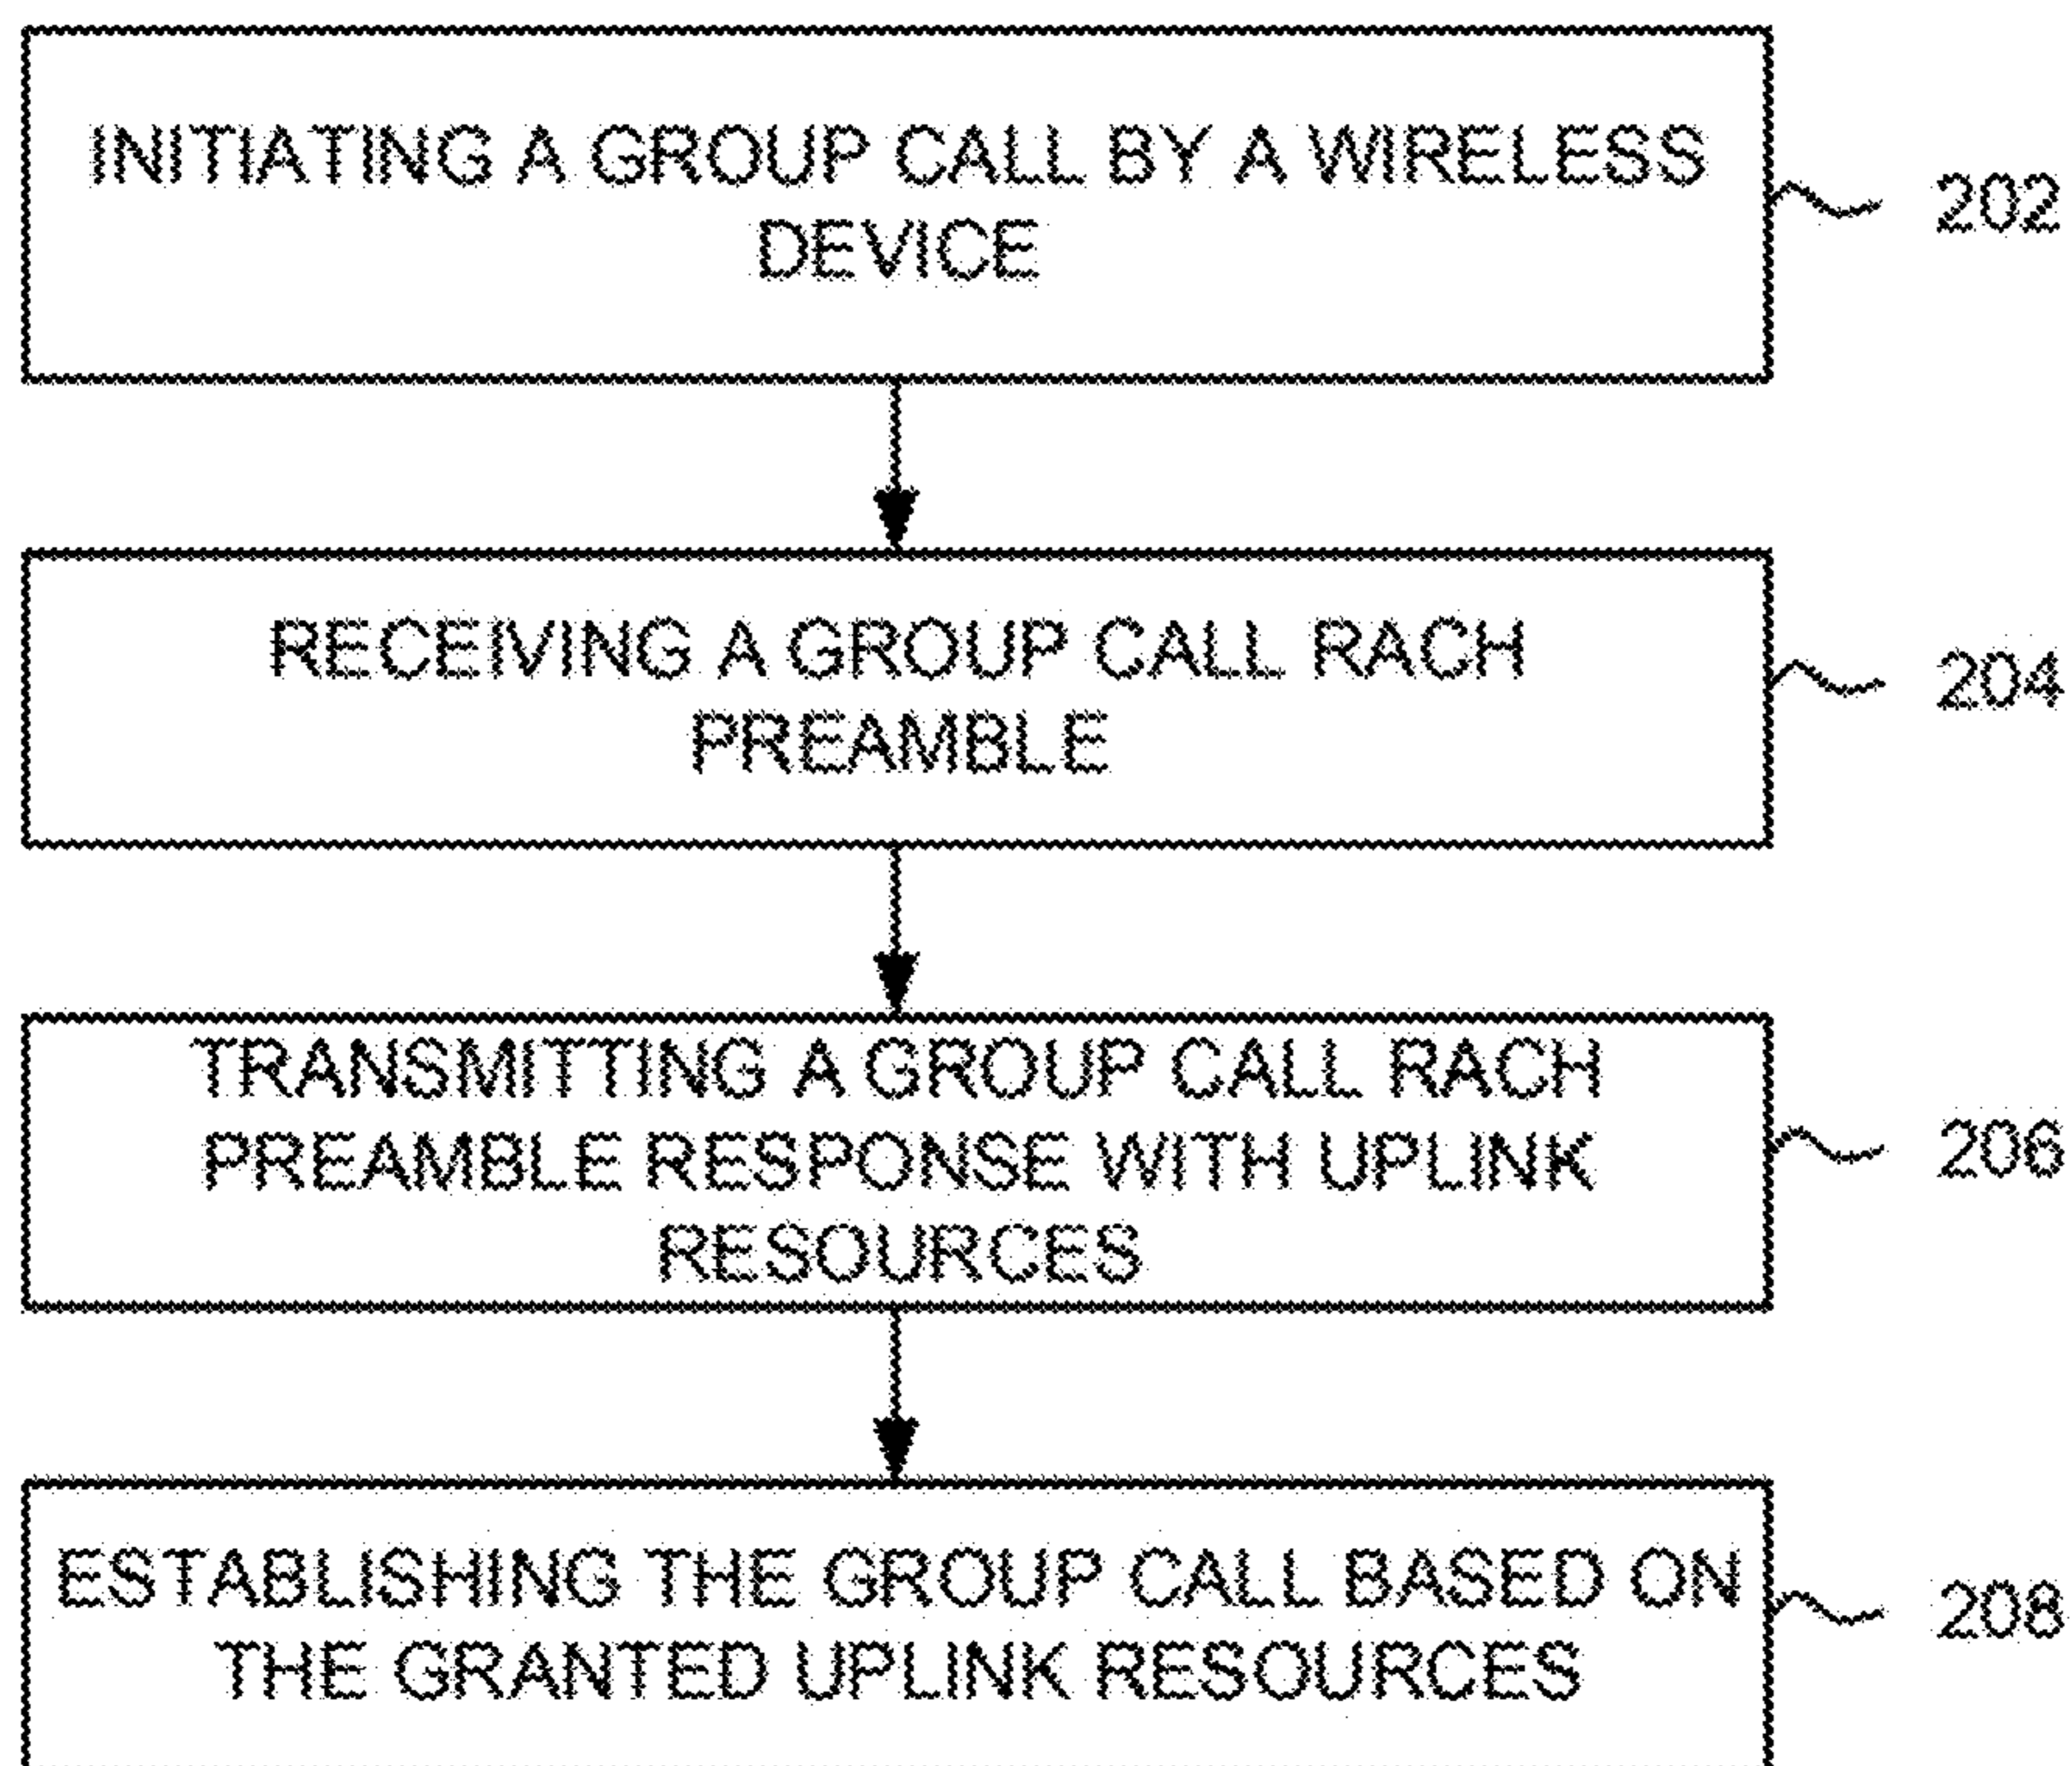 INITIATING A GROUP CALL BY A WIRELESS
DEVICE
202
RECEIVING A GROUP CALL RACH
PREAMBLE
204
TRANSMITTING A GROUP CALL RACH
PREAMBLE RESPONSE WITH UPLINK
RESOURCES
206
ESTABLISHING THE GROUP CALL BASED ON
THE GRANTED UPLINK RESOURCES
208